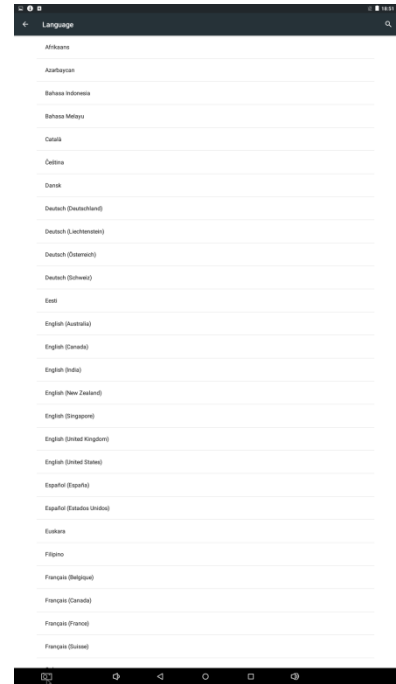 18:51
Language
Afrikaans
Azərbaycan
Bahasa Indonesia
Bahasa Melayu
Català
Čeština
Dansk
Deutsch (Deutschland)
Deutsch (Liechtenstein)
Deutsch (Österreich)
Deutsch (Schweiz)
Eesti
English (Australia)
English (Canada)
English (India)
English (New Zealand)
English (Singapore)
English (United Kingdom)
English (United States)
Español (España)
Español (Estados Unidos)
Euskara
Filipino
Français (Belgique)
Français (Canada)
Français (France)
Français (Suisse)